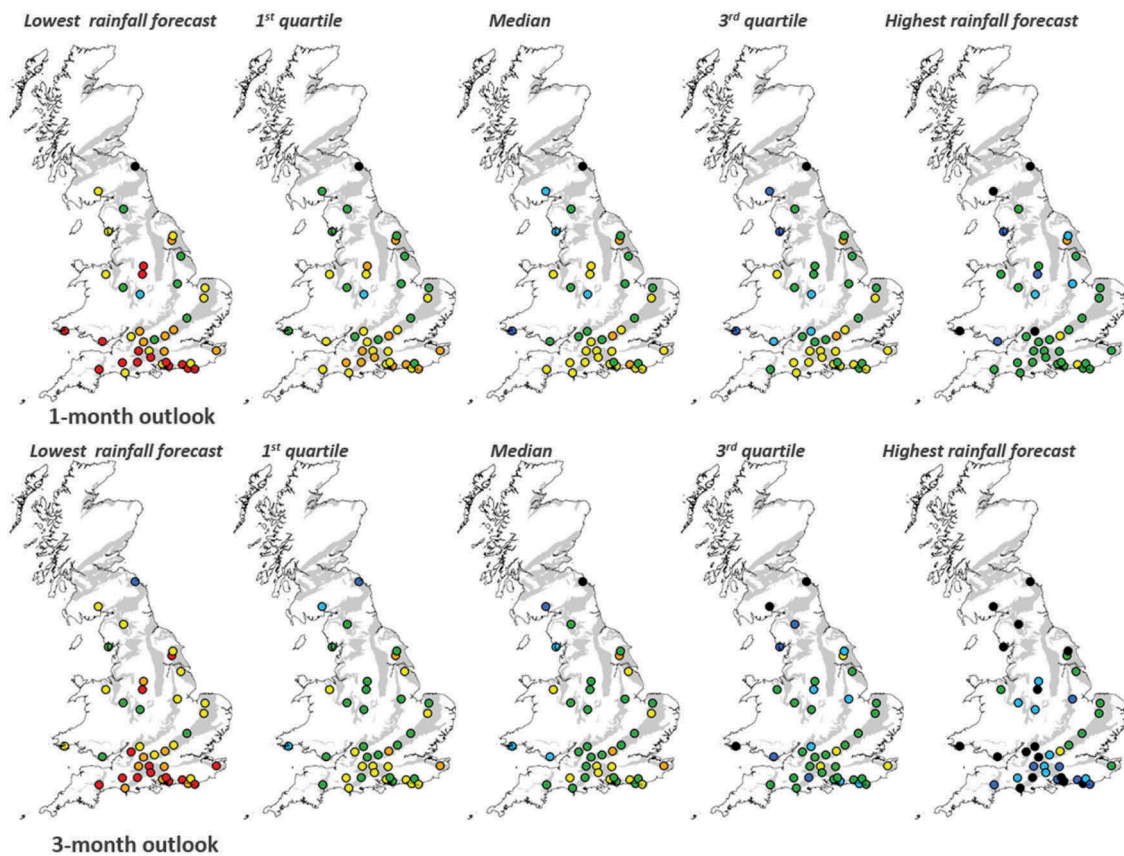 Lowest rainfall forecast 1st quartile Median 3rd quartile Highest rainfall forecast
1-month outlook
Lowest rainfall forecast 1st quartile Median 3rd quartile Highest rainfall forecast
3-month outlook